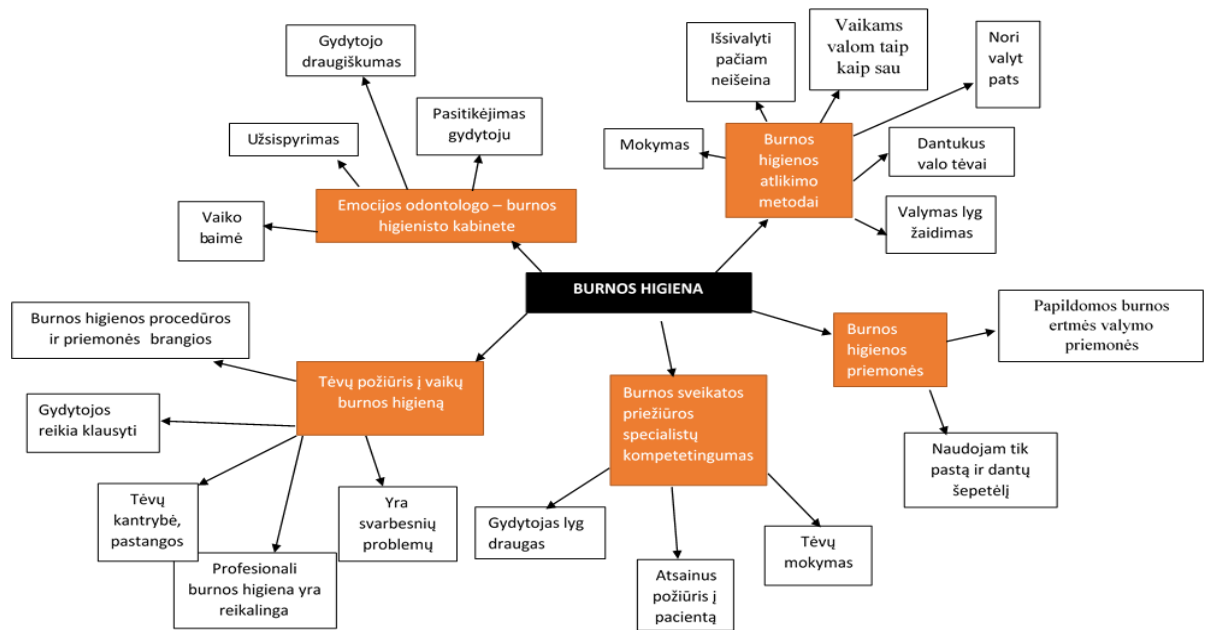 Gydytojo
draugiškumas
Išsivalyti
pačiam
neišeina
Vaikams
valom taip
kaip sau
Nori
valyt
pats
Užsispyrimas
Pasitikėjimas
gydytoju
Mokymas
Burnos
higienos
atlikimo
metodai
Dantukus
valo tėvai
Vaiko
baimė
Emocijos odontologo – burnos
higienisto kabinete
Valymas lyg
žaidimas
BURNOS HIGIENA
Burnos higienos procedūros
ir priemonės brangios
Burnos
higienos
priemonės
Papildomos burnos
ertmės valymo
priemonės
Tėvų požiūris į vaikų
burnos higieną
Burnos sveikatos
priežiūros
specialistų
kompetetingumas
Gydytojos
reikia klausyti
Naudojam tik
pastą ir dantų
šepetėlį
Tėvų
kantrybė,
pastangos
Yra
svarbesnių
problemų
Gydytojas lyg
draugas
Tėvų
mokymas
Profesionali
burnos higiena yra
reikalinga
Atsainus
požiūris į
pacientą